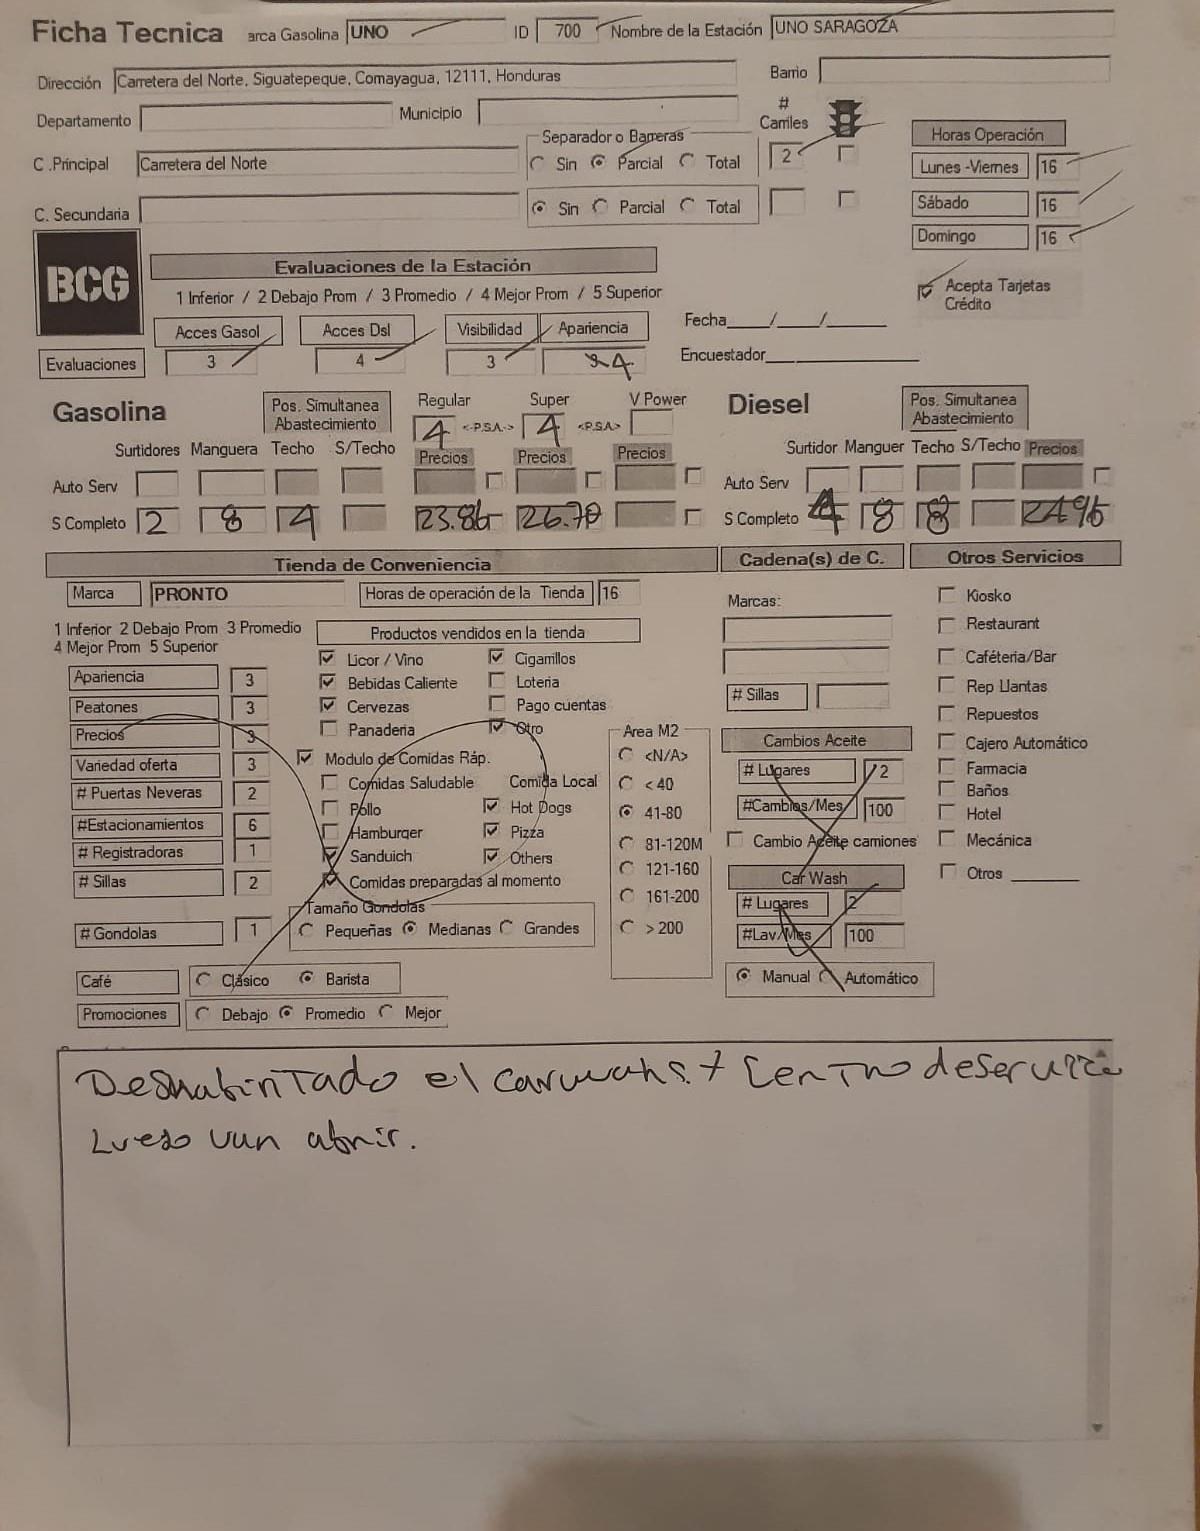 Ficha Tecnica arca Gasolina UNO ID 700 Nombre de la Estación UNO SARAGOZA
Dirección Carretera del Norte, Siguatepeque, Comayagua, 12111, Honduras Barrio
Departamento Municipio # Carriles
Separador o Barreras
C .Principal Carretera del Norte Sin Parcial Total 2
C. Secundaria Sin Parcial Total
Horas Operación
Lunes -Viernes 16
Sábado 16
Domingo 16
BCG
Evaluaciones de la Estación
1 Inferior / 2 Debajo Prom / 3 Promedio / 4 Mejor Prom / 5 Superior
Acepta Tarjetas
Crédito
Acces Gasol Acces Dsl Visibilidad Apariencia
Fecha___/___/_____
Evaluaciones 3 4 3 4
Encuestador
Gasolina Pos. Simultanea Abastecimiento Regular Super V Power
4 <-P.S.A.-> 4 <P.S.A>
Surtidores Manguera Techo S/Techo Precios Precios Precios
Auto Serv
S Completo 2 8 4 23.86 26.70
Diesel Pos. Simultanea Abastecimiento
Surtidor Manguer Techo S/Techo Precios
Auto Serv
S Completo 4 8 8 24.96
Tienda de Conveniencia
Marca PRONTO Horas de operación de la Tienda 16
1 Inferior 2 Debajo Prom 3 Promedio
4 Mejor Prom 5 Superior
Apariencia 3
Peatones 3
Precios 3
Variedad oferta 3
# Puertas Neveras 2
#Estacionamientos 6
# Registradoras 1
# Sillas 2
# Gondolas 1
Productos vendidos en la tienda
Licor / Vino Cigarrillos
Bebidas Caliente Loteria
Cervezas Pago cuentas
Panaderia Otro
Modulo de Comidas Ráp.
Comidas Saludable Comida Local
Pollo Hot Dogs
Hamburger Pizza
Sanduich Others
Comidas preparadas al momento
Tamaño Gondolas
Pequeñas Medianas Grandes
Area M2
<N/A>
< 40
41-80
81-120M
121-160
161-200
> 200
Café Clásico Barista
Promociones Debajo Promedio Mejor
Cadena(s) de C.
Marcas:
# Sillas
Cambios Aceite
# Lugares 2
#Cambios/Mes 100
Cambio Aceite camiones
Car Wash
# Lugares 2
#Lav/Mes 100
Manual Automático
Otros Servicios
Kiosko
Restaurant
Caféteria/Bar
Rep Llantas
Repuestos
Cajero Automático
Farmacia
Baños
Hotel
Mecánica
Otros
Deshabiritado el carwahs. y Centro deservicio
Luego van abrir.